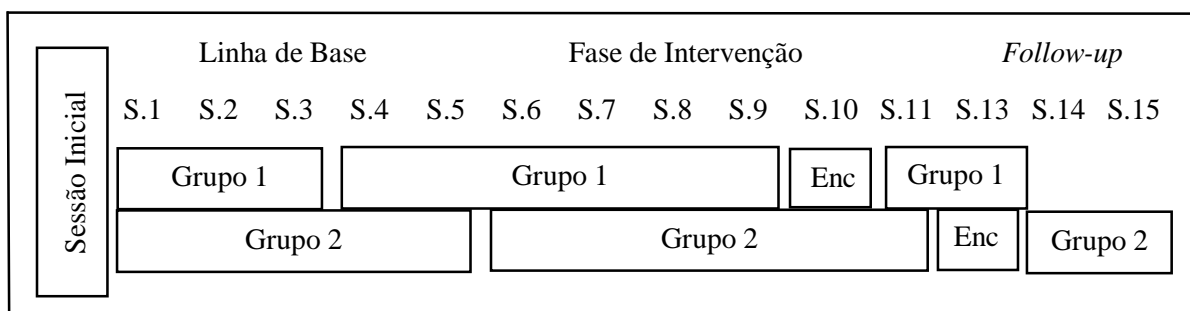 Sessão Inicial
Linha de Base Fase de Intervenção Follow-up
S.1 S.2 S.3 S.4 S.5 S.6 S.7 S.8 S.9 S.10 S.11 S.13 S.14 S.15
Grupo 1 Grupo 1 Enc Grupo 1
Grupo 2 Grupo 2 Enc Grupo 2